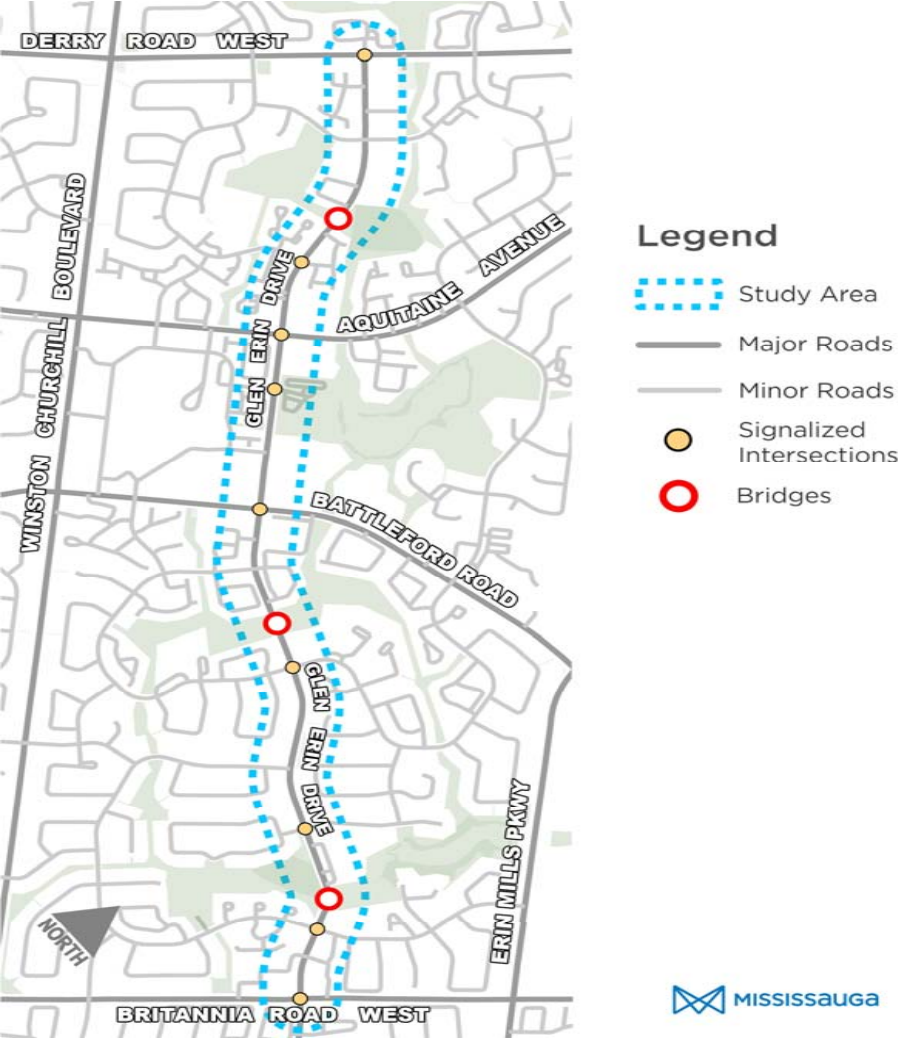 DERRY ROAD WEST
WINSTON CHURCHILL BOULEVARD
GLEN ERIN DRIVE
AQUITAINE AVENUE
BATTLEFORD ROAD
GLEN ERIN DRIVE
ERIN MILLS PKWY
NORTH
BRITANNIA ROAD WEST
Legend
Study Area
Major Roads
Minor Roads
Signalized
Intersections
Bridges
MISSISSAUGA